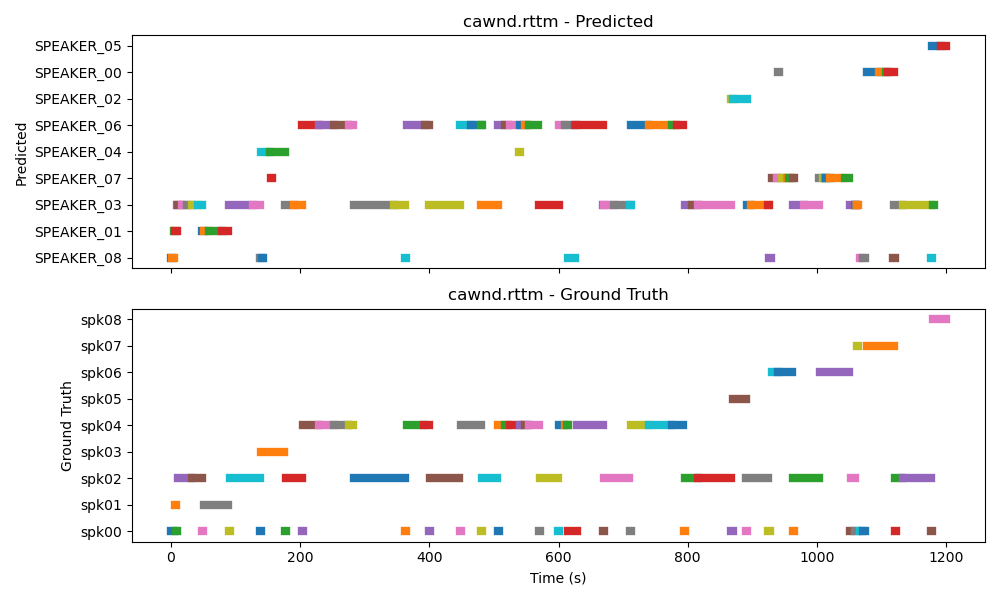 cawnd.rttm - Predicted
SPEAKER_05
SPEAKER_00
SPEAKER_02
SPEAKER_06
SPEAKER_04
SPEAKER_07
SPEAKER_03
SPEAKER_01
SPEAKER_08
Predicted
cawnd.rttm - Ground Truth
spk08
spk07
spk06
spk05
spk04
spk03
spk02
spk01
spk00
Ground Truth
0 200 400 600 800 1000 1200
Time (s)